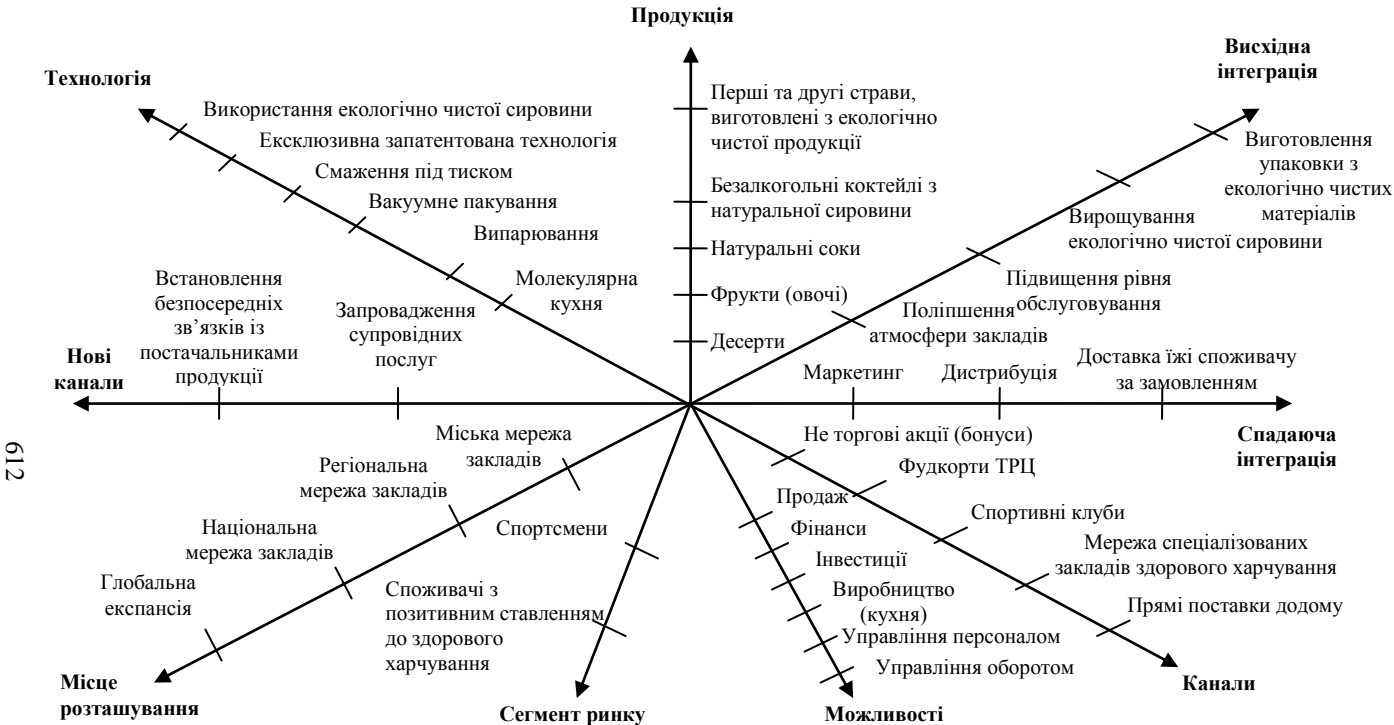 Продукція
Технологія
Висхідна
інтеграція
Використання екологічно чистої сировини
Ексклюзивна запатентована технологія
Смаження під тиском
Вакуумне пакування
Випарювання
Молекулярна
кухня
Перші та другі страви,
виготовлені з екологічно
чистої продукції
Безалкогольні коктейлі з
натуральної сировини
Натуральні соки
Фрукти (овочі)
Десерти
Виготовлення
упаковки з
екологічно чистих
матеріалів
Вирощування
екологічно чистої сировини
Підвищення рівня
обслуговування
Поліпшення
атмосфери закладів
Нові
канали
Встановлення
безпосередніх
зв’язків із
постачальниками
продукції
Запровадження
супровідних
послуг
Маркетинг
Дистрибуція
Доставка їжі споживачу
за замовленням
Спадаюча
інтеграція
612
Міська мережа
закладів
Регіональна
мережа закладів
Національна
мережа закладів
Глобальна
експансія
Місце
розташування
Спортсмени
Споживачі з
позитивним ставленням
до здорового
харчування
Сегмент ринку
Продаж
Фінанси
Інвестиції
Виробництво
(кухня)
Управління персоналом
Управління оборотом
Можливості
Не торгові акції (бонуси)
Фудкорти ТРЦ
Спортивні клуби
Мережа спеціалізованих
закладів здорового харчування
Прямі поставки додому
Канали